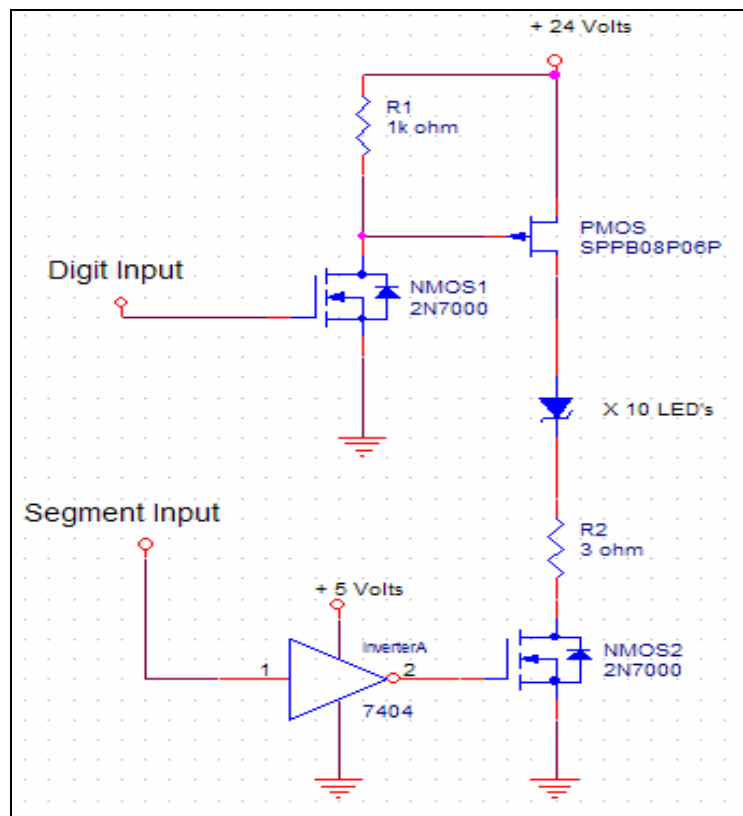 + 24 Volts
R1
1k ohm
PMOS
SPPB08P06P
Digit Input
NMOS1
2N7000
X 10 LED's
Segment Input
R2
3 ohm
+ 5 Volts
InverterA
1
2
7404
NMOS2
2N7000